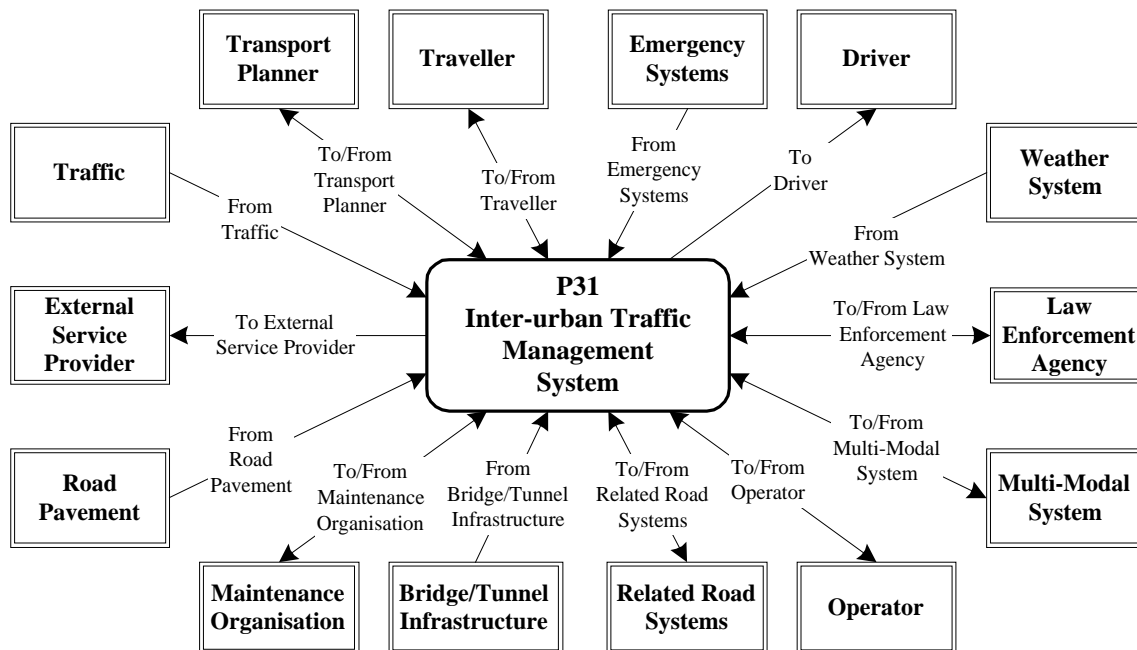 Transport
Planner
Traveller
Emergency
Systems
Driver
Traffic
Weather
System
To/From
Transport
Planner
To/From
Traveller
From
Emergency
Systems
To
Driver
From
Traffic
From
Weather System
External
Service
Provider
To External
Service Provider
P31
Inter-urban Traffic
Management
System
To/From Law
Enforcement
Agency
Law
Enforcement
Agency
Road
Pavement
From
Road
Pavement
To/From
Maintenance
Organisation
From
Bridge/Tunnel
Infrastructure
To/From
Related Road
Systems
To/From
Operator
To/From
Multi-Modal
System
Multi-Modal
System
Maintenance
Organisation
Bridge/Tunnel
Infrastructure
Related Road
Systems
Operator